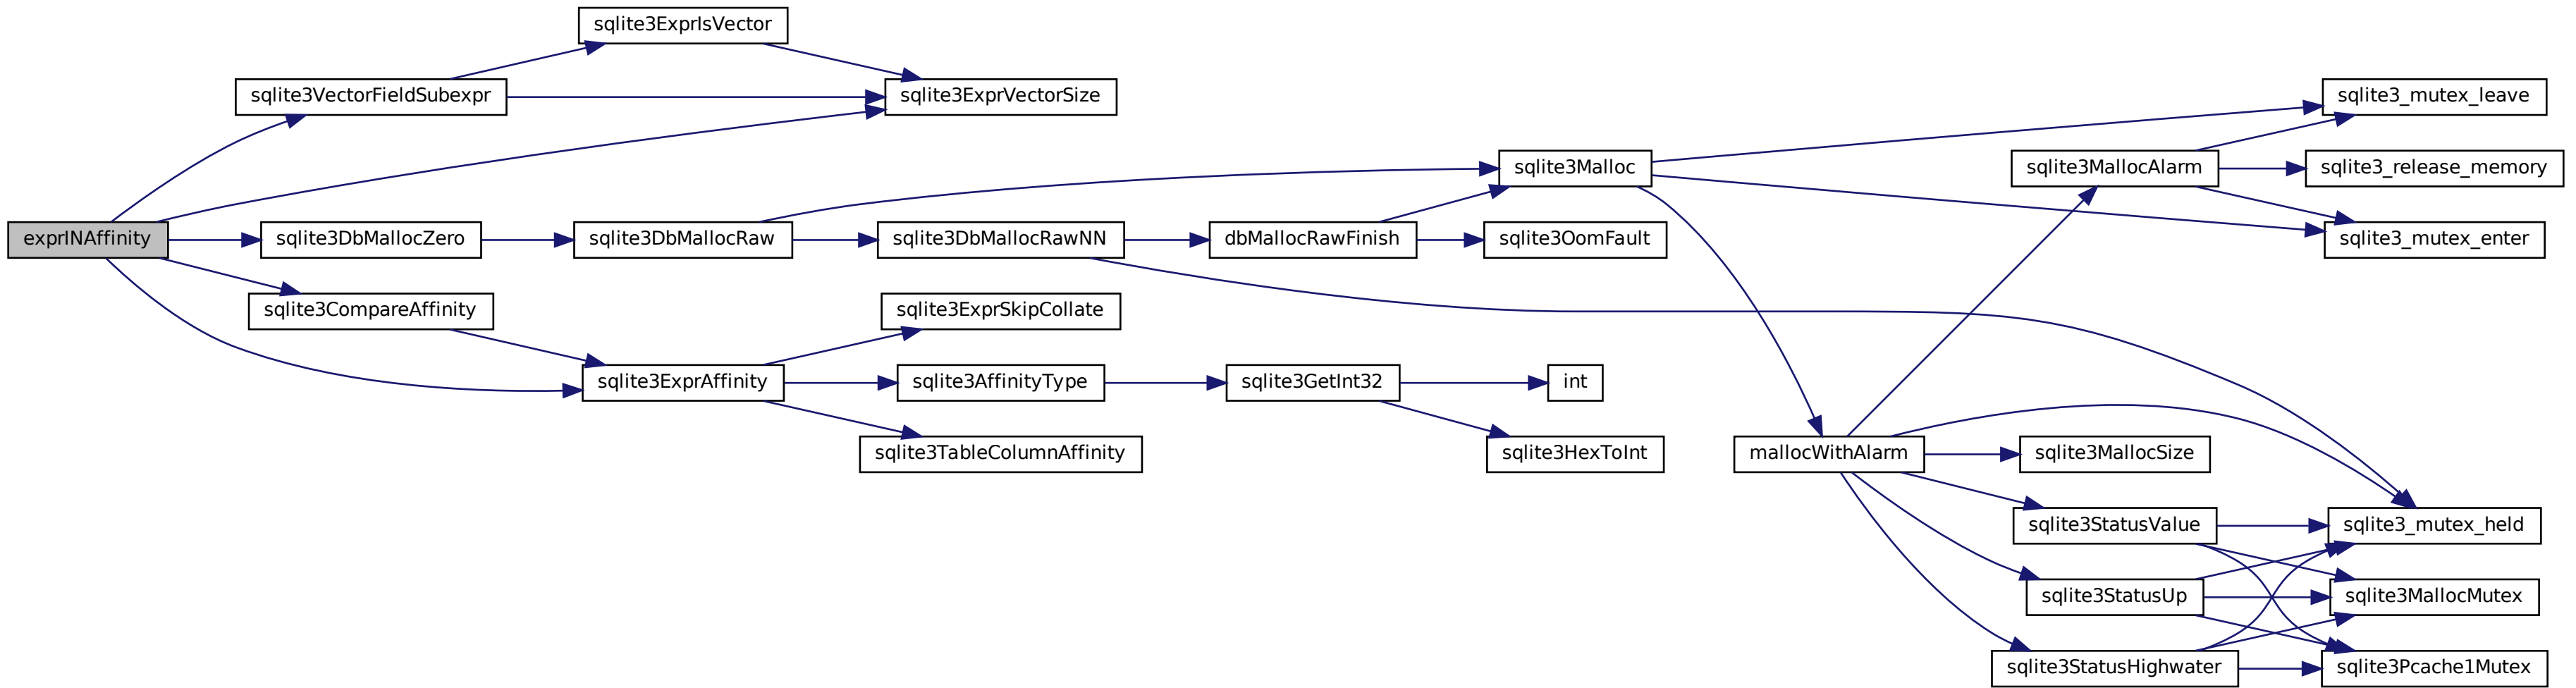 sqlite3ExprIsVector
sqlite3VectorFieldSubexpr
sqlite3ExprVectorSize
sqlite3_mutex_leave
sqlite3Malloc
sqlite3MallocAlarm
sqlite3_release_memory
exprINAffinity
sqlite3DbMallocZero
sqlite3DbMallocRaw
sqlite3DbMallocRawNN
dbMallocRawFinish
sqlite3OomFault
sqlite3_mutex_enter
sqlite3CompareAffinity
sqlite3ExprSkipCollate
sqlite3ExprAffinity
sqlite3AffinityType
sqlite3GetInt32
int
sqlite3TableColumnAffinity
sqlite3HexToInt
mallocWithAlarm
sqlite3MallocSize
sqlite3StatusValue
sqlite3_mutex_held
sqlite3StatusUp
sqlite3MallocMutex
sqlite3StatusHighwater
sqlite3Pcache1Mutex